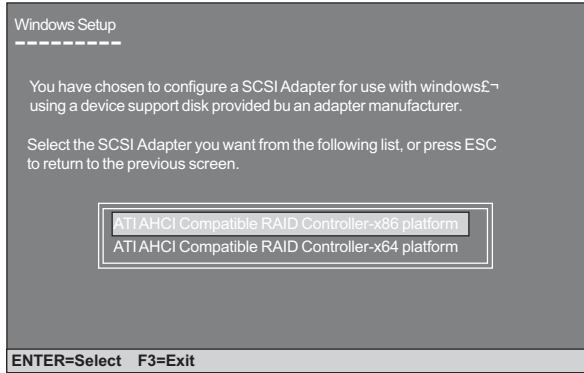 Windows Setup
You have chosen to configure a SCSI Adapter for use with windows£¬
using a device support disk provided bu an adapter manufacturer.
Select the SCSI Adapter you want from the following list, or press ESC
to return to the previous screen.
ATI AHCI Compatible RAID Controller-x86 platform
ATI AHCI Compatible RAID Controller-x64 platform
ENTER=Select F3=Exit